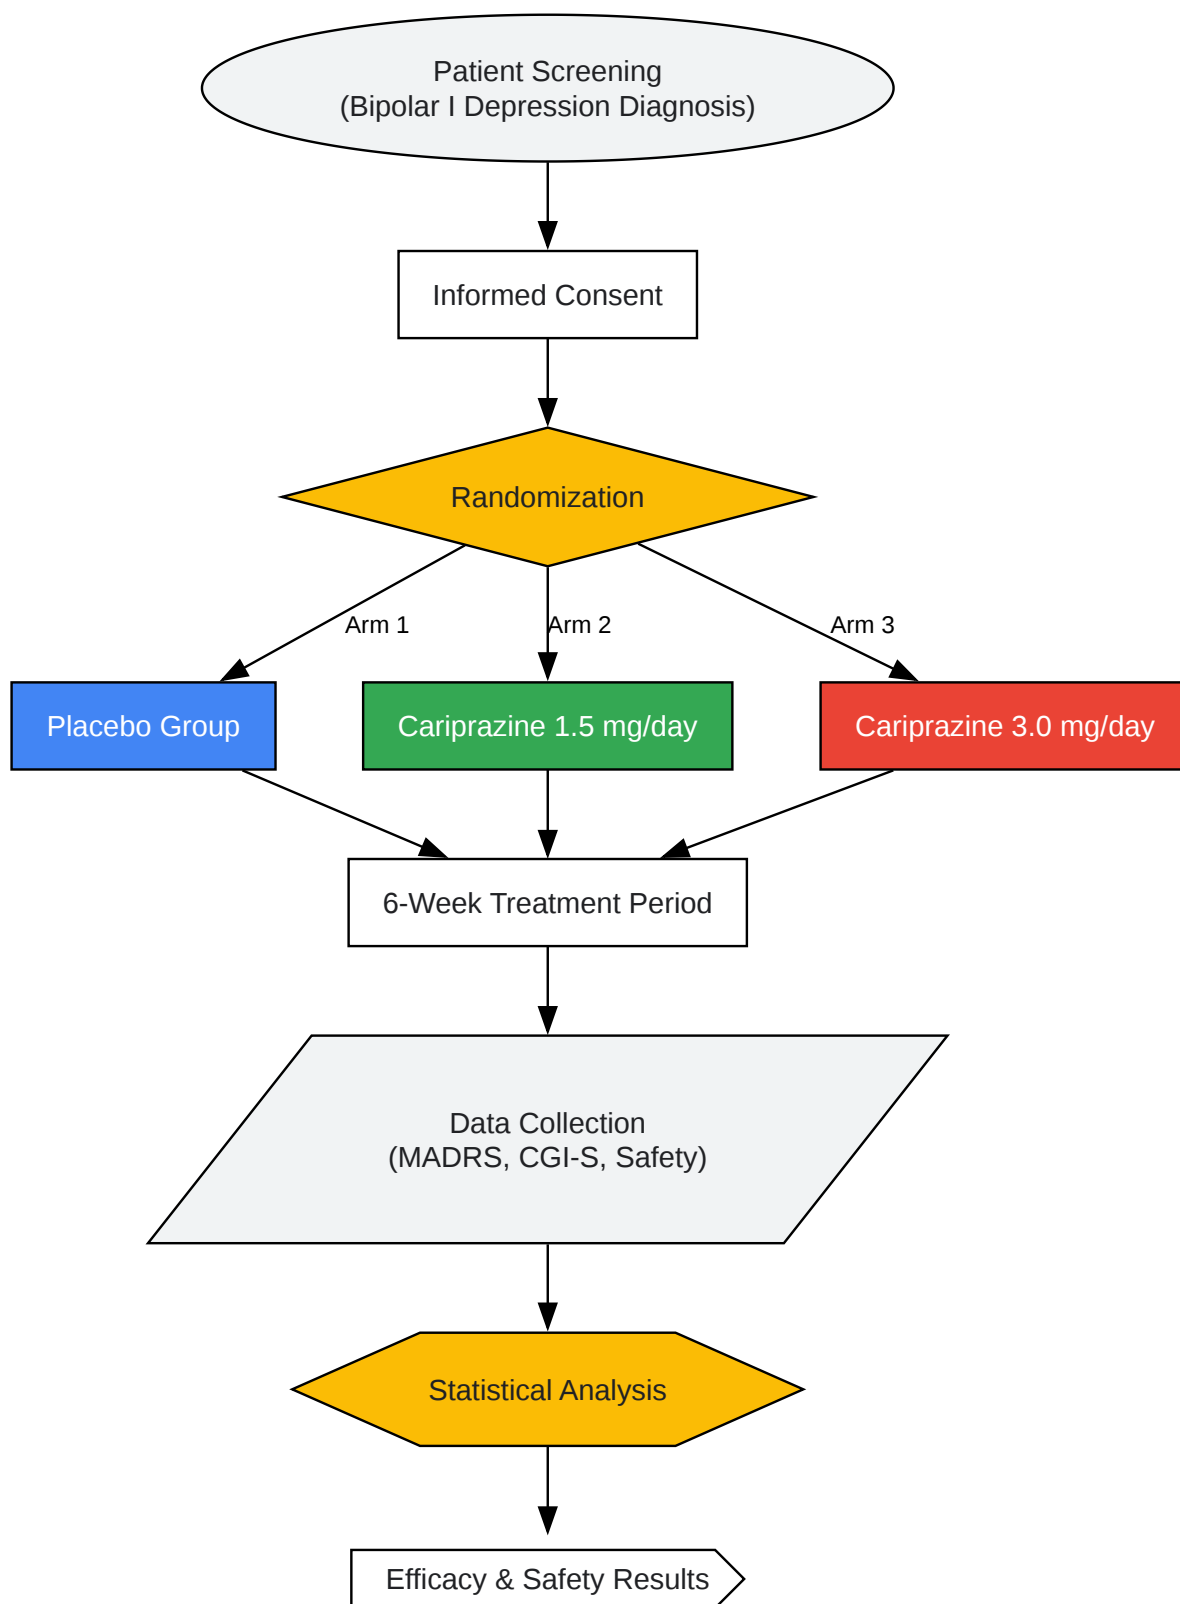 Patient Screening
(Bipolar I Depression Diagnosis)
Informed Consent
Randomization
Arm 1
Arm 2
Arm 3
Placebo Group
Cariprazine 1.5 mg/day
Cariprazine 3.0 mg/day
6-Week Treatment Period
Data Collection
(MADRS, CGI-S, Safety)
Statistical Analysis
Efficacy & Safety Results